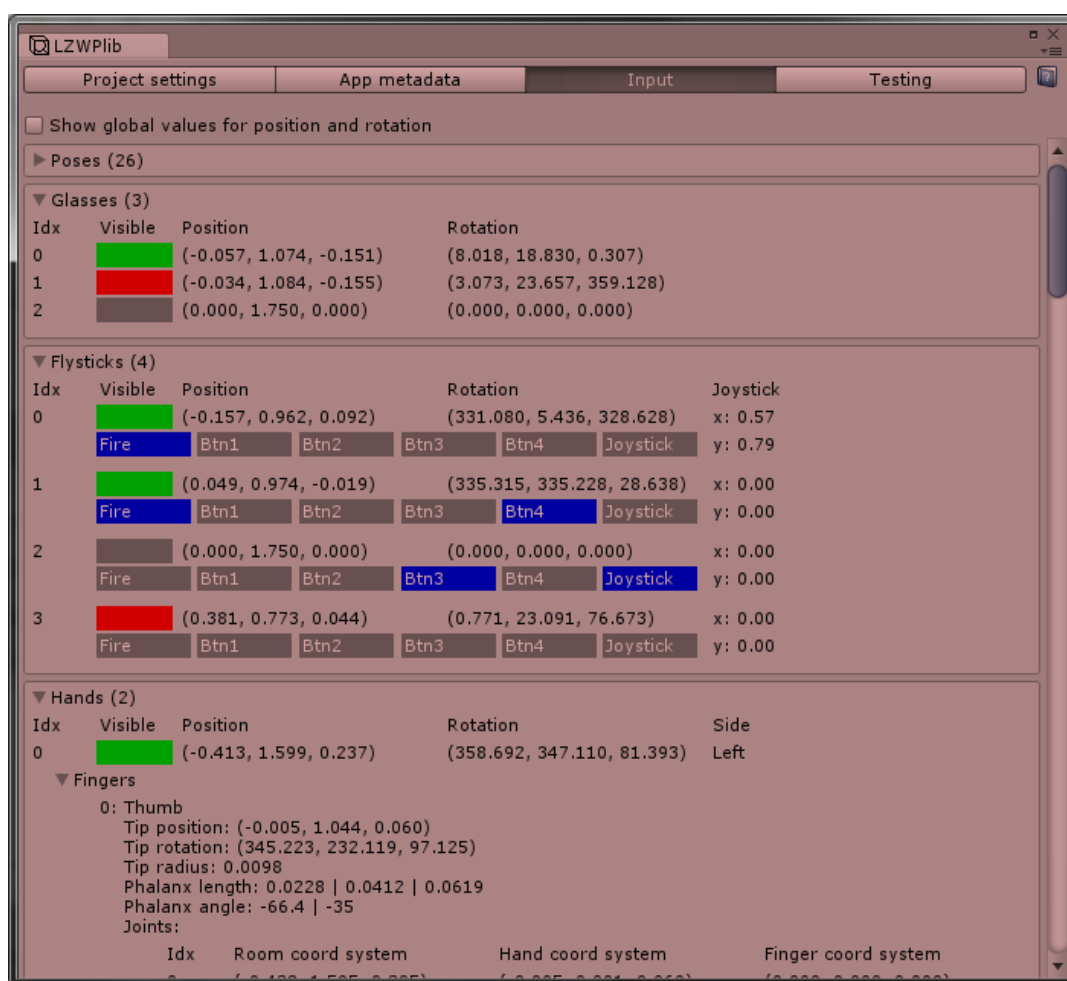 LZWPlib
Project settings App metadata Input Testing
Show global values for position and rotation
Poses (26)
Glasses (3)
Idx Visible Position Rotation
0 (-0.057, 1.074, -0.151) (8.018, 18.830, 0.307)
1 (-0.034, 1.084, -0.155) (3.073, 23.657, 359.128)
2 (0.000, 1.750, 0.000) (0.000, 0.000, 0.000)
Flysticks (4)
Idx Visible Position Rotation Joystick
0 (-0.157, 0.962, 0.092) (331.080, 5.436, 328.628) x: 0.57
Fire Btn1 Btn2 Btn3 Btn4 Joystick y: 0.79
1 (0.049, 0.974, -0.019) (335.315, 335.228, 28.638) x: 0.00
Fire Btn1 Btn2 Btn3 Btn4 Joystick y: 0.00
2 (0.000, 1.750, 0.000) (0.000, 0.000, 0.000) x: 0.00
Fire Btn1 Btn2 Btn3 Btn4 Joystick y: 0.00
3 (0.381, 0.773, 0.044) (0.771, 23.091, 76.673) x: 0.00
Fire Btn1 Btn2 Btn3 Btn4 Joystick y: 0.00
Hands (2)
Idx Visible Position Rotation Side
0 (-0.413, 1.599, 0.237) (358.692, 347.110, 81.393) Left
Fingers
0: Thumb
Tip position: (-0.005, 1.044, 0.060)
Tip rotation: (345.223, 232.119, 97.125)
Tip radius: 0.0098
Phalanx length: 0.0228 | 0.0412 | 0.0619
Phalanx angle: -66.4 | -35
Joints:
Idx Room coord system Hand coord system Finger coord system